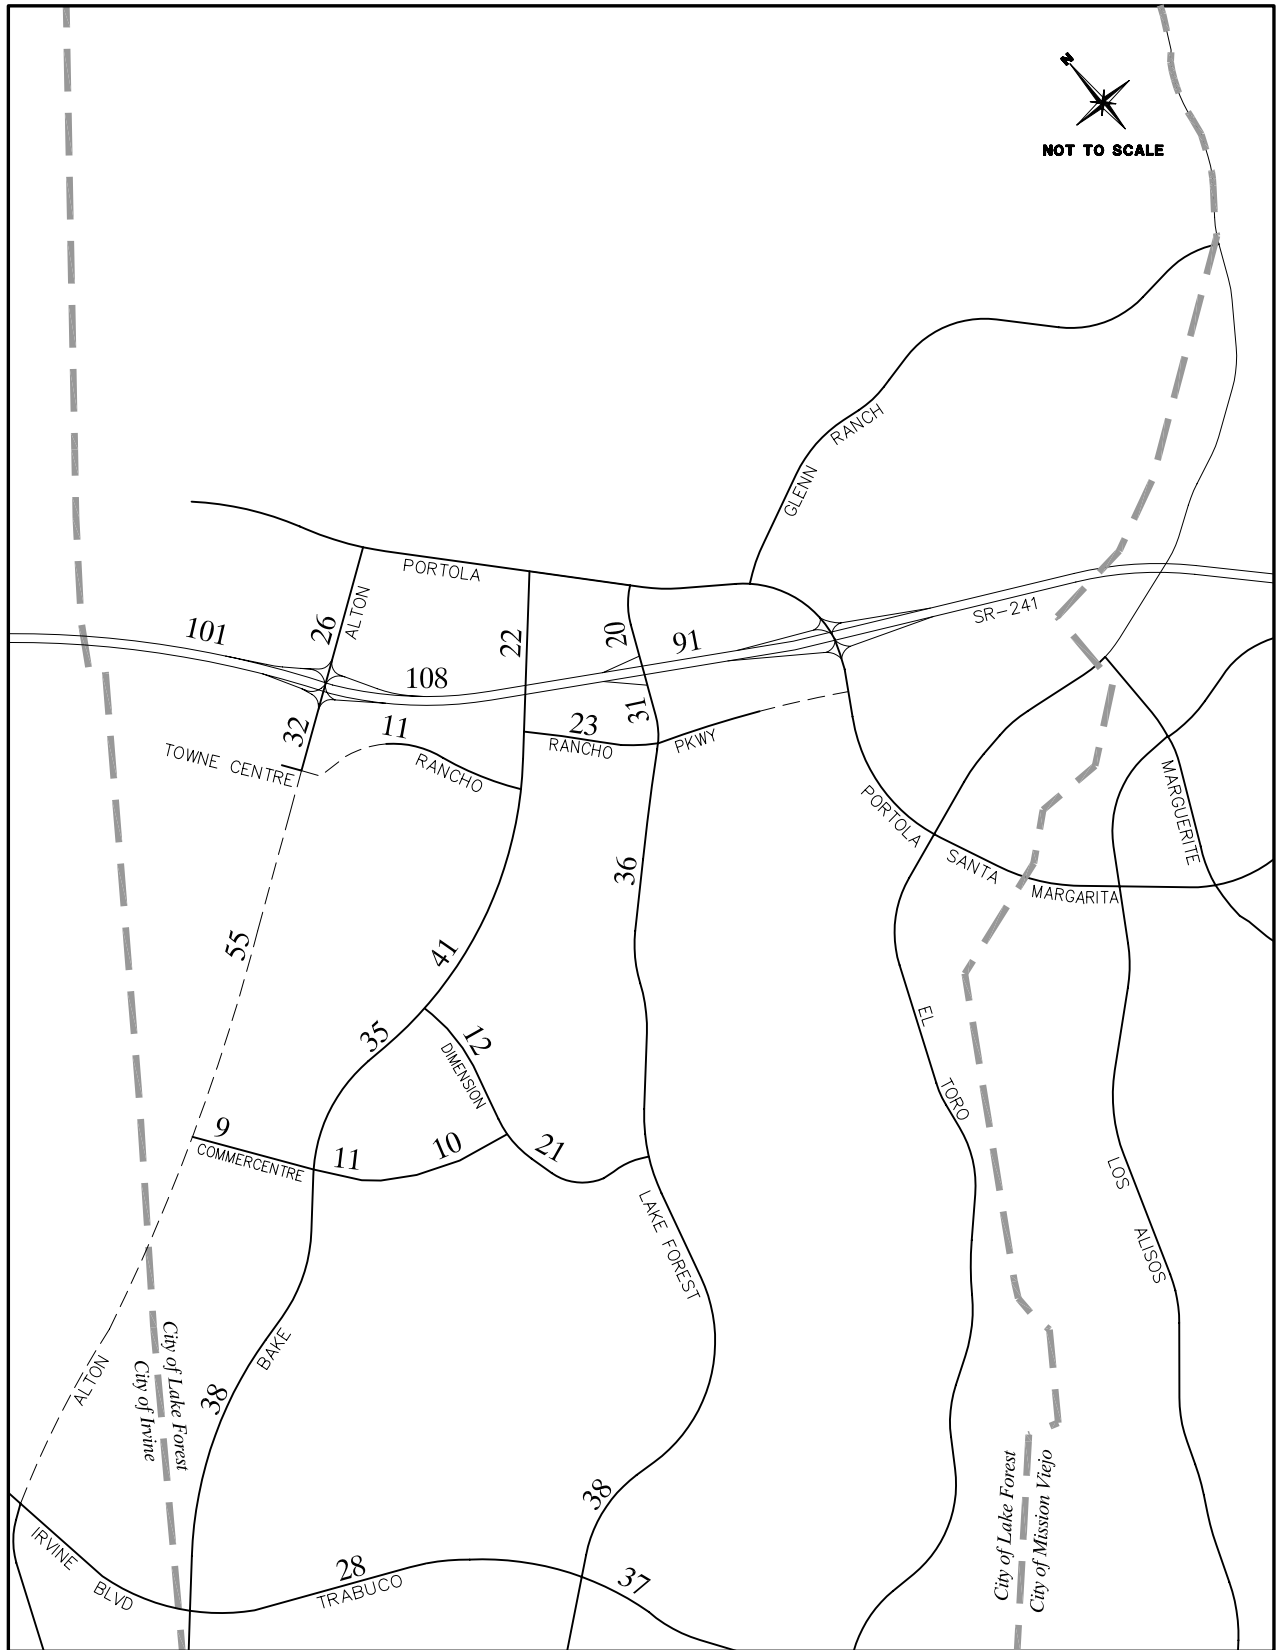 N
NOT TO SCALE
RANCH
GLENN
PORTOLA
ALTON
26
101
22
20
91
SR-241
108
32
11
31
23
RANCHO
PKWY
TOWNE CENTRE
RANCHO
MARGUERITE
PORTOLA
SANTA
MARGARITA
36
55
41
EL
35
12
DIMENSION
TORO
9
COMMERCENTRE
11
10
21
LOS
LAKE FOREST
ALISOS
BAKE
ALTON
City of Lake Forest
City of Irvine
38
38
City of Lake Forest
City of Mission Viejo
IRVINE
BLVD
28
TRABUCO
37